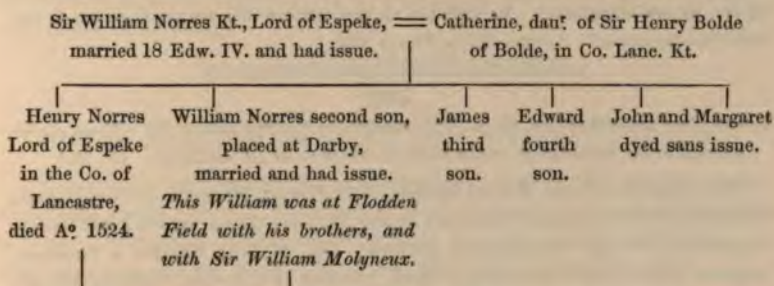 Sir William Norres Kt., Lord of Espeke,
married 18 Edw. IV. and had issue.
Catherine, daur. of Sir Henry Bolde
of Bolde, in Co. Lanc. Kt.
Henry Norres
Lord of Espeke
in the Co. of
Lancastre,
died Ao. 1524.
William Norres second son,
placed at Darby,
married and had issue.
This William was at Flodden
Field with his brothers, and
with Sir William Molyneux.
James
third
son.
Edward
fourth
son.
John and Margaret
dyed sans issue.